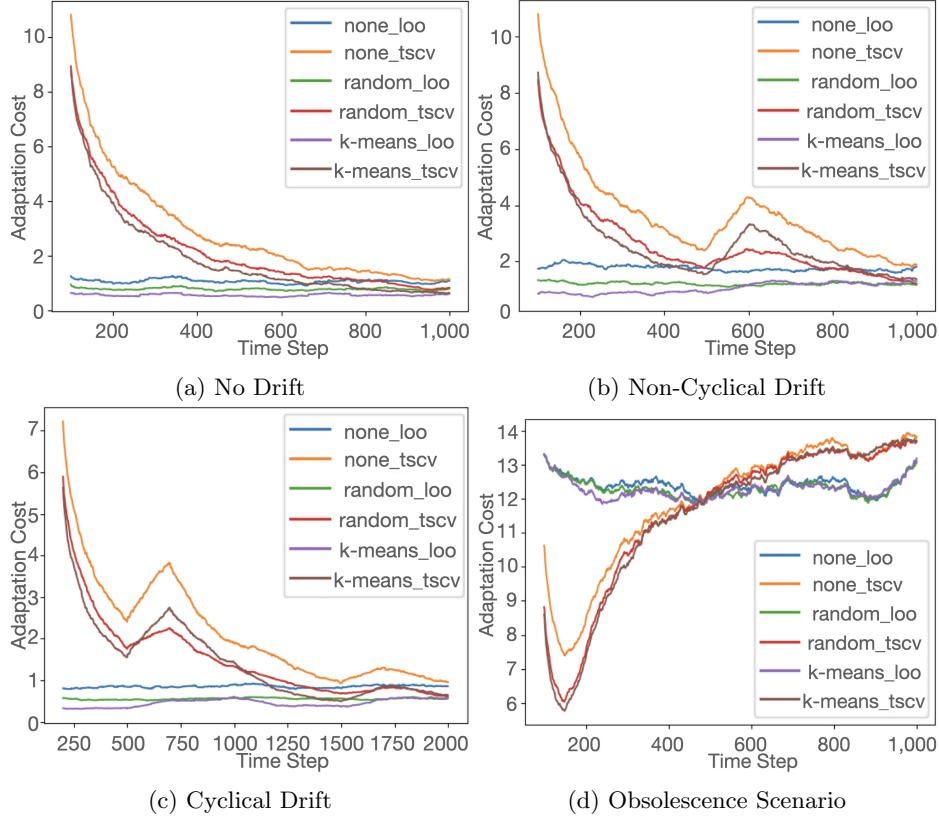 none_loo
none_tscv
random_loo
random_tscv
k-means_loo
k-means_tscv
Adaptation Cost
10
8
6
4
2
0
200 400 600 800 1,000
Time Step
(a) No Drift
none_loo
none_tscv
random_loo
random_tscv
k-means_loo
k-means_tscv
Adaptation Cost
10
8
6
4
2
0
200 400 600 800 1,000
Time Step
(b) Non-Cyclical Drift
none_loo
none_tscv
random_loo
random_tscv
k-means_loo
k-means_tscv
Adaptation Cost
7
6
5
4
3
2
1
0
250 500 750 1000 1250 1500 1750 2000
Time Step
(c) Cyclical Drift
Adaptation Cost
14
13
12
11
10
9
8
7
6
none_loo
none_tscv
random_loo
random_tscv
k-means_loo
k-means_tscv
200 400 600 800 1,000
Time Step
(d) Obsolescence Scenario